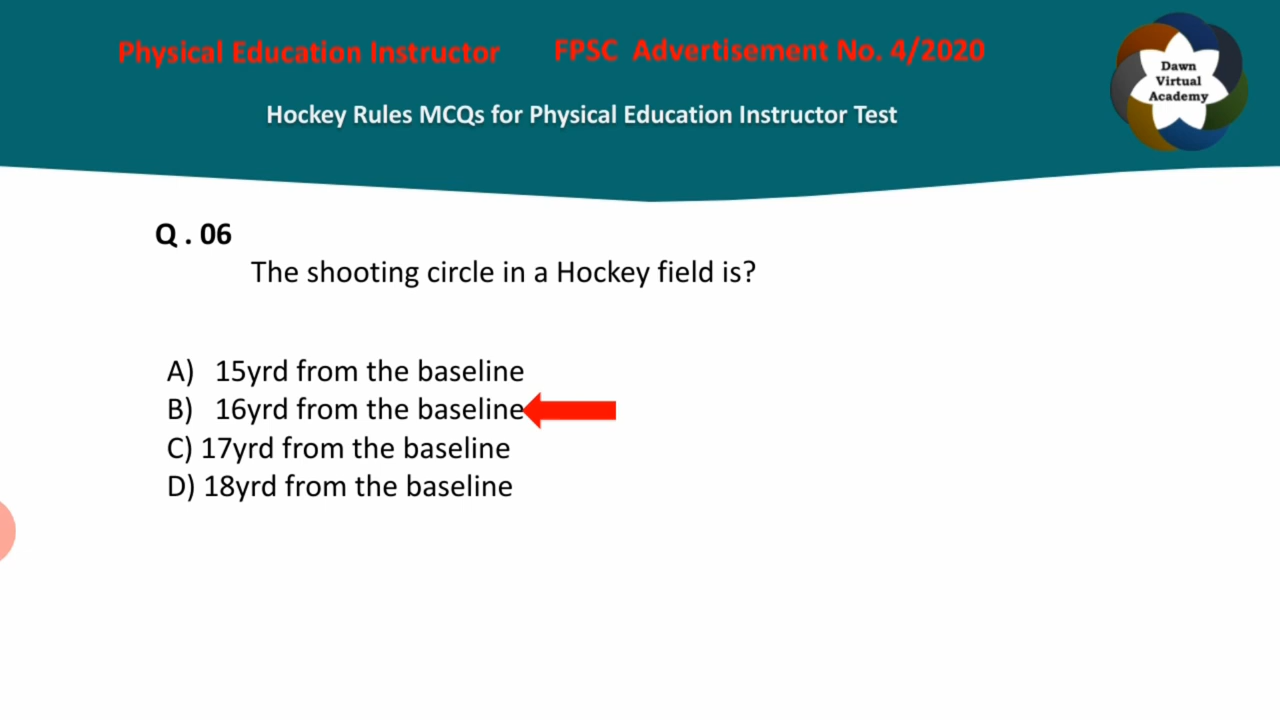 Physical Education Instructor FPSC Advertisement No. 4/2020
Dawn
Virtual
Academy
Hockey Rules MCQs for Physical Education Instructor Test
Q . 06
The shooting circle in a Hockey field is?
A) 15yrd from the baseline
B) 16yrd from the baseline
C) 17yrd from the baseline
D) 18yrd from the baseline